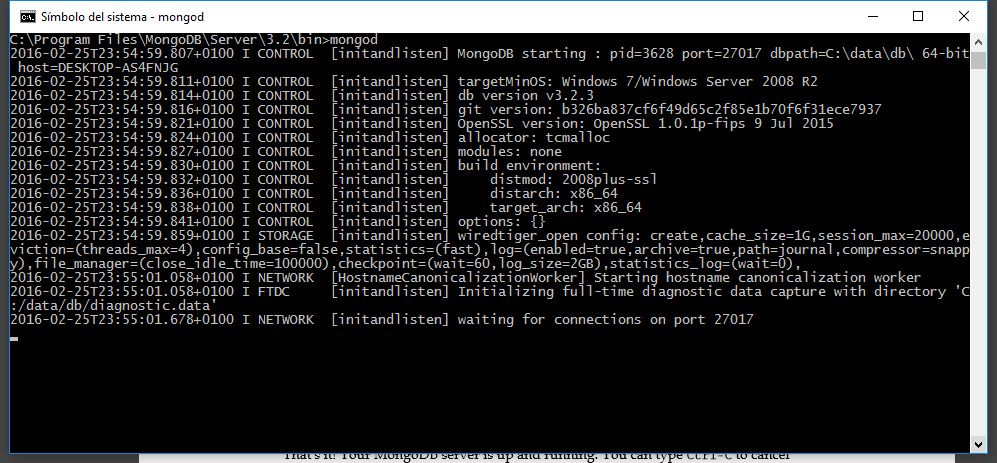 Símbolo del sistema - mongod
C:\Program Files\MongoDB\Server\3.2\bin>mongod
2016-02-25T23:54:59.807+0100 I CONTROL  [initandlisten] MongoDB starting : pid=3628 port=27017 dbpath=C:\data\db\ 64-bit
 host=DESKTOP-AS4FNJG
2016-02-25T23:54:59.811+0100 I CONTROL  [initandlisten] targetMinOS: Windows 7/Windows Server 2008 R2
2016-02-25T23:54:59.814+0100 I CONTROL  [initandlisten] db version v3.2.3
2016-02-25T23:54:59.816+0100 I CONTROL  [initandlisten] git version: b326ba837cf6f49d65c2f85e1b70f6f31ece7937
2016-02-25T23:54:59.821+0100 I CONTROL  [initandlisten] OpenSSL version: OpenSSL 1.0.1p-fips 9 Jul 2015
2016-02-25T23:54:59.824+0100 I CONTROL  [initandlisten] allocator: tcmalloc
2016-02-25T23:54:59.827+0100 I CONTROL  [initandlisten] modules: none
2016-02-25T23:54:59.830+0100 I CONTROL  [initandlisten] build environment:
2016-02-25T23:54:59.832+0100 I CONTROL  [initandlisten]     distmod: 2008plus-ssl
2016-02-25T23:54:59.836+0100 I CONTROL  [initandlisten]     distarch: x86_64
2016-02-25T23:54:59.838+0100 I CONTROL  [initandlisten]     target_arch: x86_64
2016-02-25T23:54:59.841+0100 I CONTROL  [initandlisten] options: {}
2016-02-25T23:54:59.859+0100 I STORAGE  [initandlisten] wiredtiger_open config: create,cache_size=1G,session_max=20000,e
viction=(threads_max=4),config_base=false,statistics=(fast),log=(enabled=true,archive=true,path=journal,compressor=snapp
y),file_manager=(close_idle_time=100000),checkpoint=(wait=60,log_size=2GB),statistics_log=(wait=0),
2016-02-25T23:55:01.058+0100 I NETWORK  [HostnameCanonicalizationWorker] Starting hostname canonicalization worker
2016-02-25T23:55:01.058+0100 I FTDC     [initandlisten] Initializing full-time diagnostic data capture with directory 'C
:/data/db/diagnostic.data'
2016-02-25T23:55:01.678+0100 I NETWORK  [initandlisten] waiting for connections on port 27017
That's it! Your MongoDB server is up and running. You can type Ctrl-C to cancel